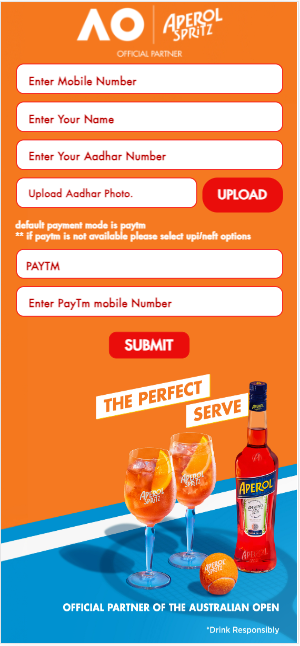 AO APEROL
SPRITZ
OFFICIAL PARTNER
Enter Mobile Number
Enter Your Name
Enter Your Aadhar Number
Upload Aadhar Photo.
UPLOAD
default payment mode is paytm
** if paytm is not available please select upi/neft options
PAYTM
Enter PayTm mobile Number
SUBMIT
THE PERFECT
SERVE
APEROL
SPRITZ
APEROL
SPRITZ
APEROL
OFFICIAL PARTNER OF THE AUSTRALIAN OPEN
*Drink Responsibly